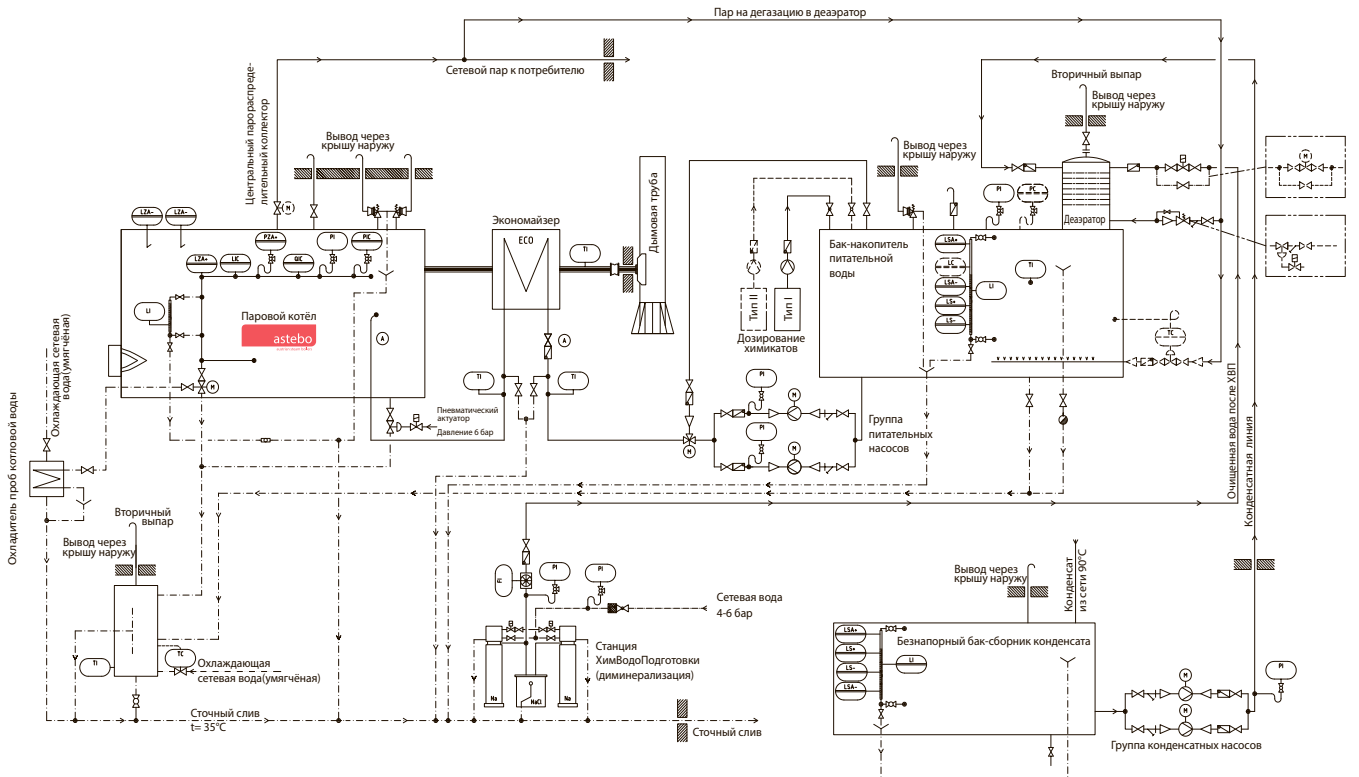 Пар на дегазацию в деаэратор
Сетевой пар к потребителю
Центральный парораспреде-
лительный коллектор
Вывод через
крышу наружу
Вторичный выпар
Вывод через
крышу наружу
Вывод через
крышу наружу
M
M
LZA-
LZA-
PZA+
PI
PIC
LZA+
LIC
QIC
LI
Паровой котёл
astebo
M
A
Экономайзер
ECO
TI
Дымовая труба
A
TI
TI
Пневматический
актуатор
Давление 6 бар
Тип II
Тип I
Дозирование
химикатов
Бак-накопитель
питательной
воды
LSA+
LC
LSA-
LS+
LS-
LI
TI
PI
PC
Деаэратор
TC
PI
M
PI
M
M
Группа
питательных
насосов
Очищенная вода после ХВП
Конденсатная линия
Охладитель проб котловой воды
Охлаждающая сетевая
вода(умягчёная)
Вторичный
выпар
Вывод через
крышу наружу
TI
TC
Охлаждающая
сетевая вода(умягчёная)
Сточный слив
t= 35°C
FI
PI
PI
Сетевая вода
4-6 бар
Станция
ХимВодоПодготовки
(диминерализация)
Na
NaCl
Na
Сточный слив
Вывод через
крышу наружу
Конденсат
из сети 90°C
Безнапорный бак-сборник конденсата
LSA+
LS+
LS-
LSA-
LI
M
M
PI
Группа конденсатных насосов